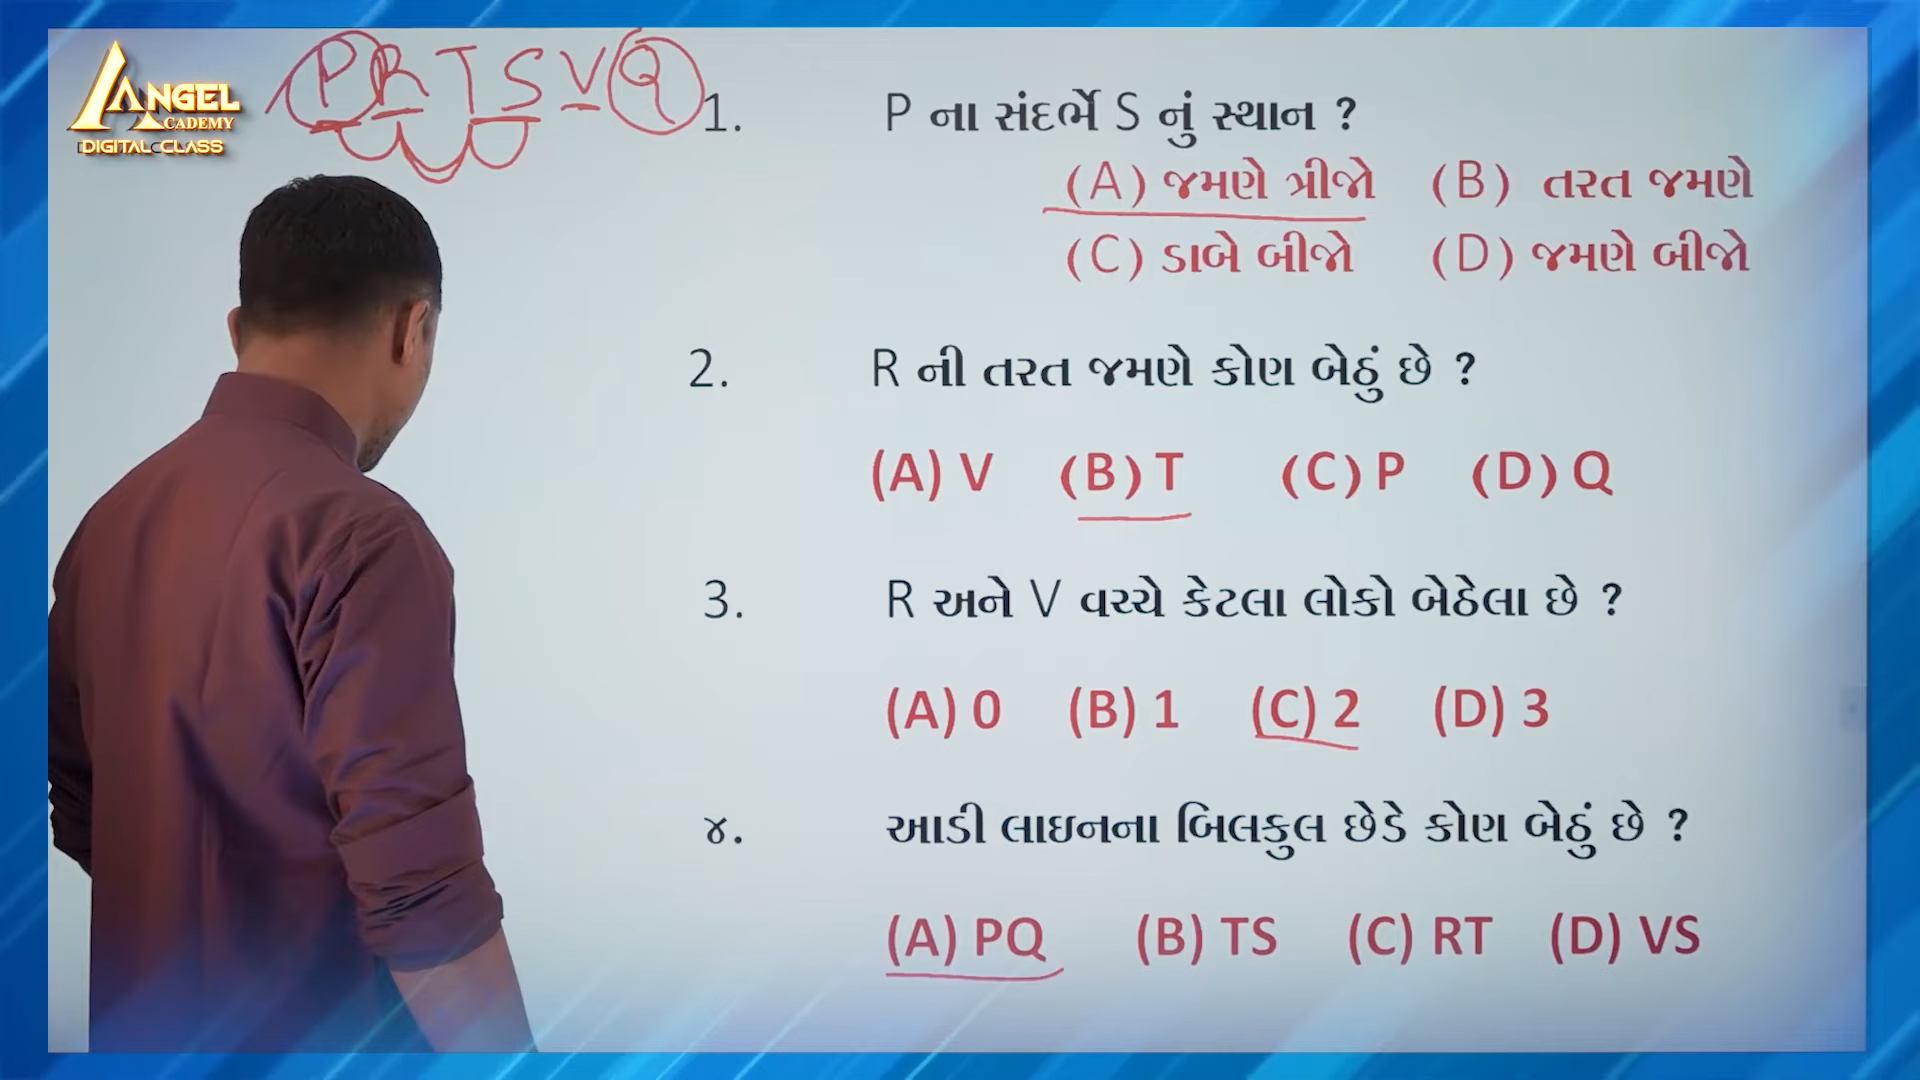 ANGEL
ACADEMY
DIGITAL CLASS
P R T S V Q
1. P ના સંદર્ભે S નું સ્થાન ?
(A) જમણે ત્રીજો (B) તરત જમણે
(C) ડાબે બીજો (D) જમણે બીજો
2. R ની તરત જમણે કોણ બેઠું છે ?
(A) V (B) T (C) P (D) Q
3. R અને V વચ્ચે કેટલા લોકો બેઠેલા છે ?
(A) 0 (B) 1 (C) 2 (D) 3
૪. આડી લાઇનના બિલકુલ છેડે કોણ બેઠું છે ?
(A) PQ (B) TS (C) RT (D) VS